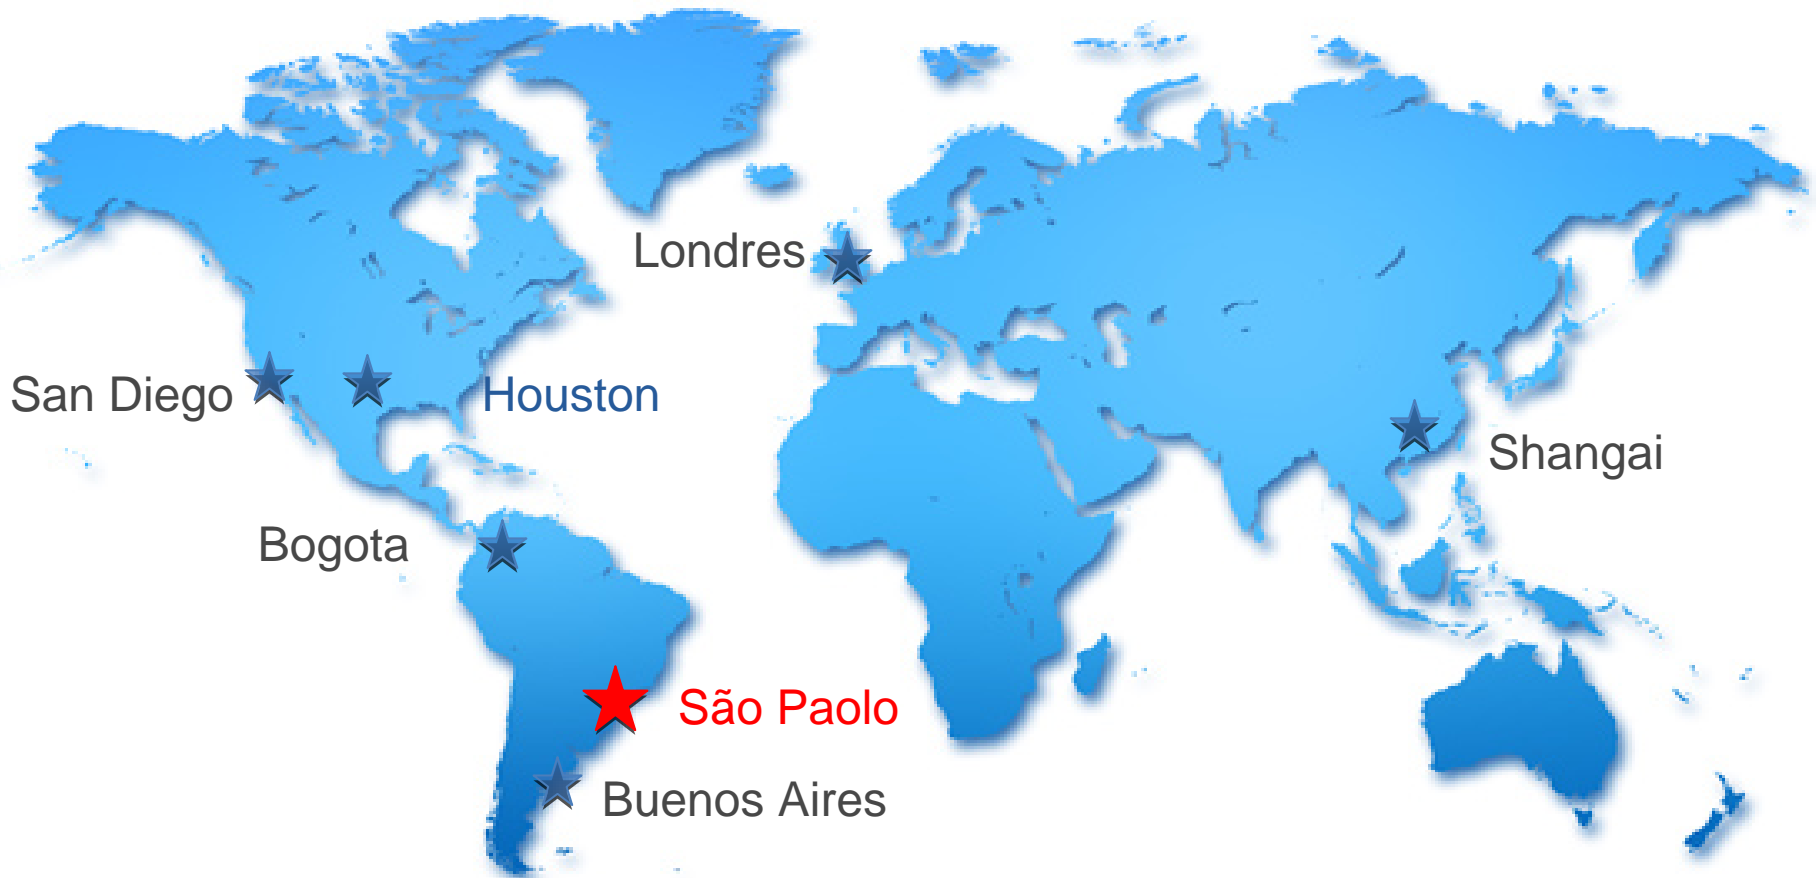 Londres
San Diego
Houston
Shangai
Bogota
São Paolo
Buenos Aires